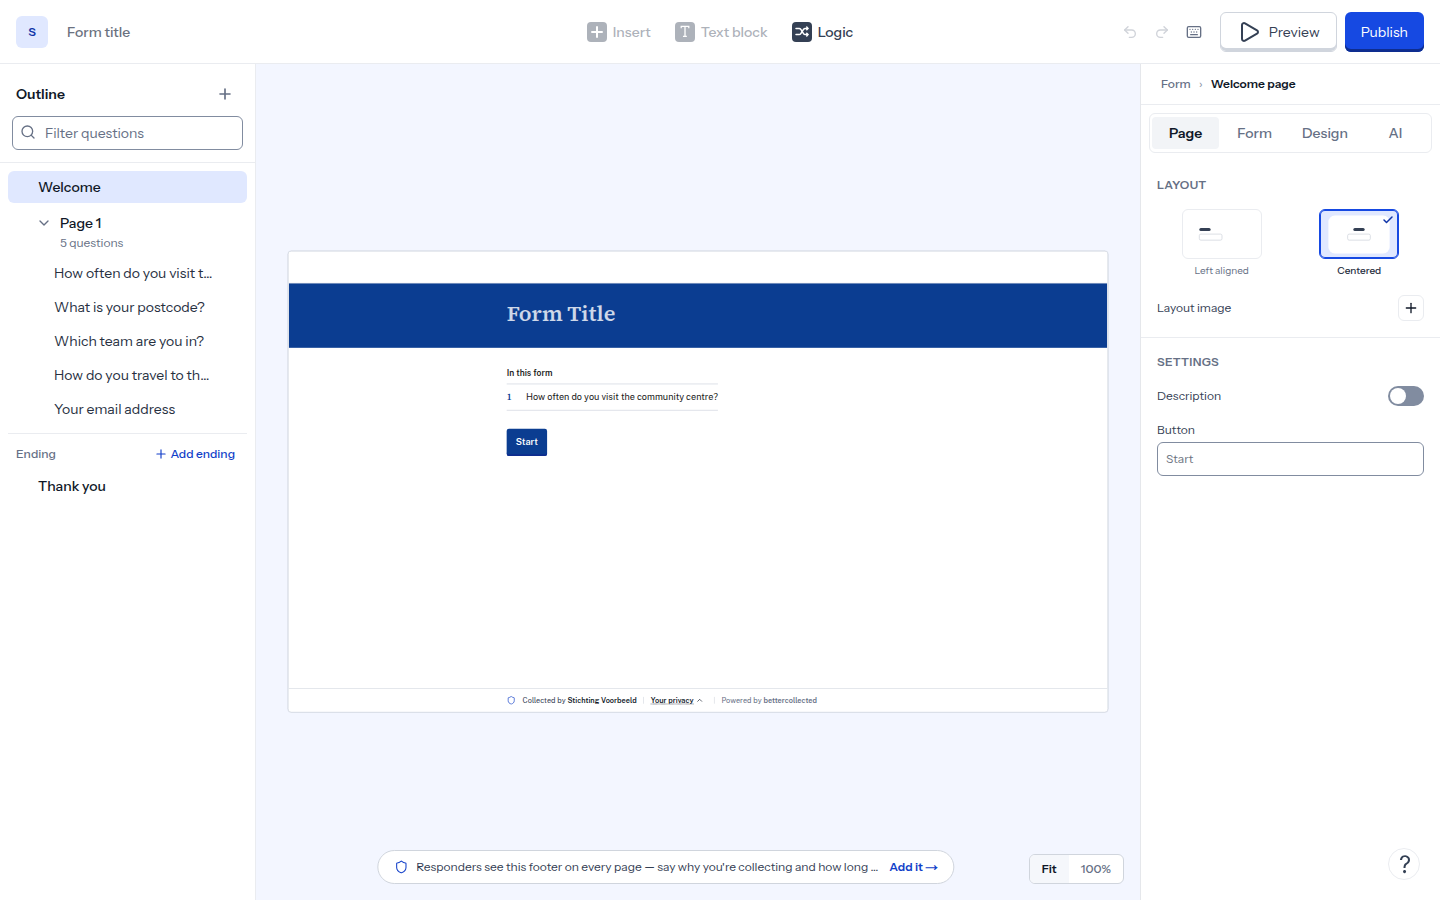 S
Form title
Insert
Text block
Logic
Preview
Publish
Outline
Filter questions
Welcome
Page 1
5 questions
How often do you visit t...
What is your postcode?
Which team are you in?
How do you travel to th...
Your email address
Ending
Add ending
Thank you
Form Title
In this form
1 How often do you visit the community centre?
Start
Collected by Stichting Voorbeeld
Your privacy
Powered by bettercollected
Responders see this footer on every page — say why you're collecting and how long ...
Add it →
Fit
100%
Form › Welcome page
Page
Form
Design
AI
LAYOUT
Left aligned
Centered
Layout image
SETTINGS
Description
Button
Start
?